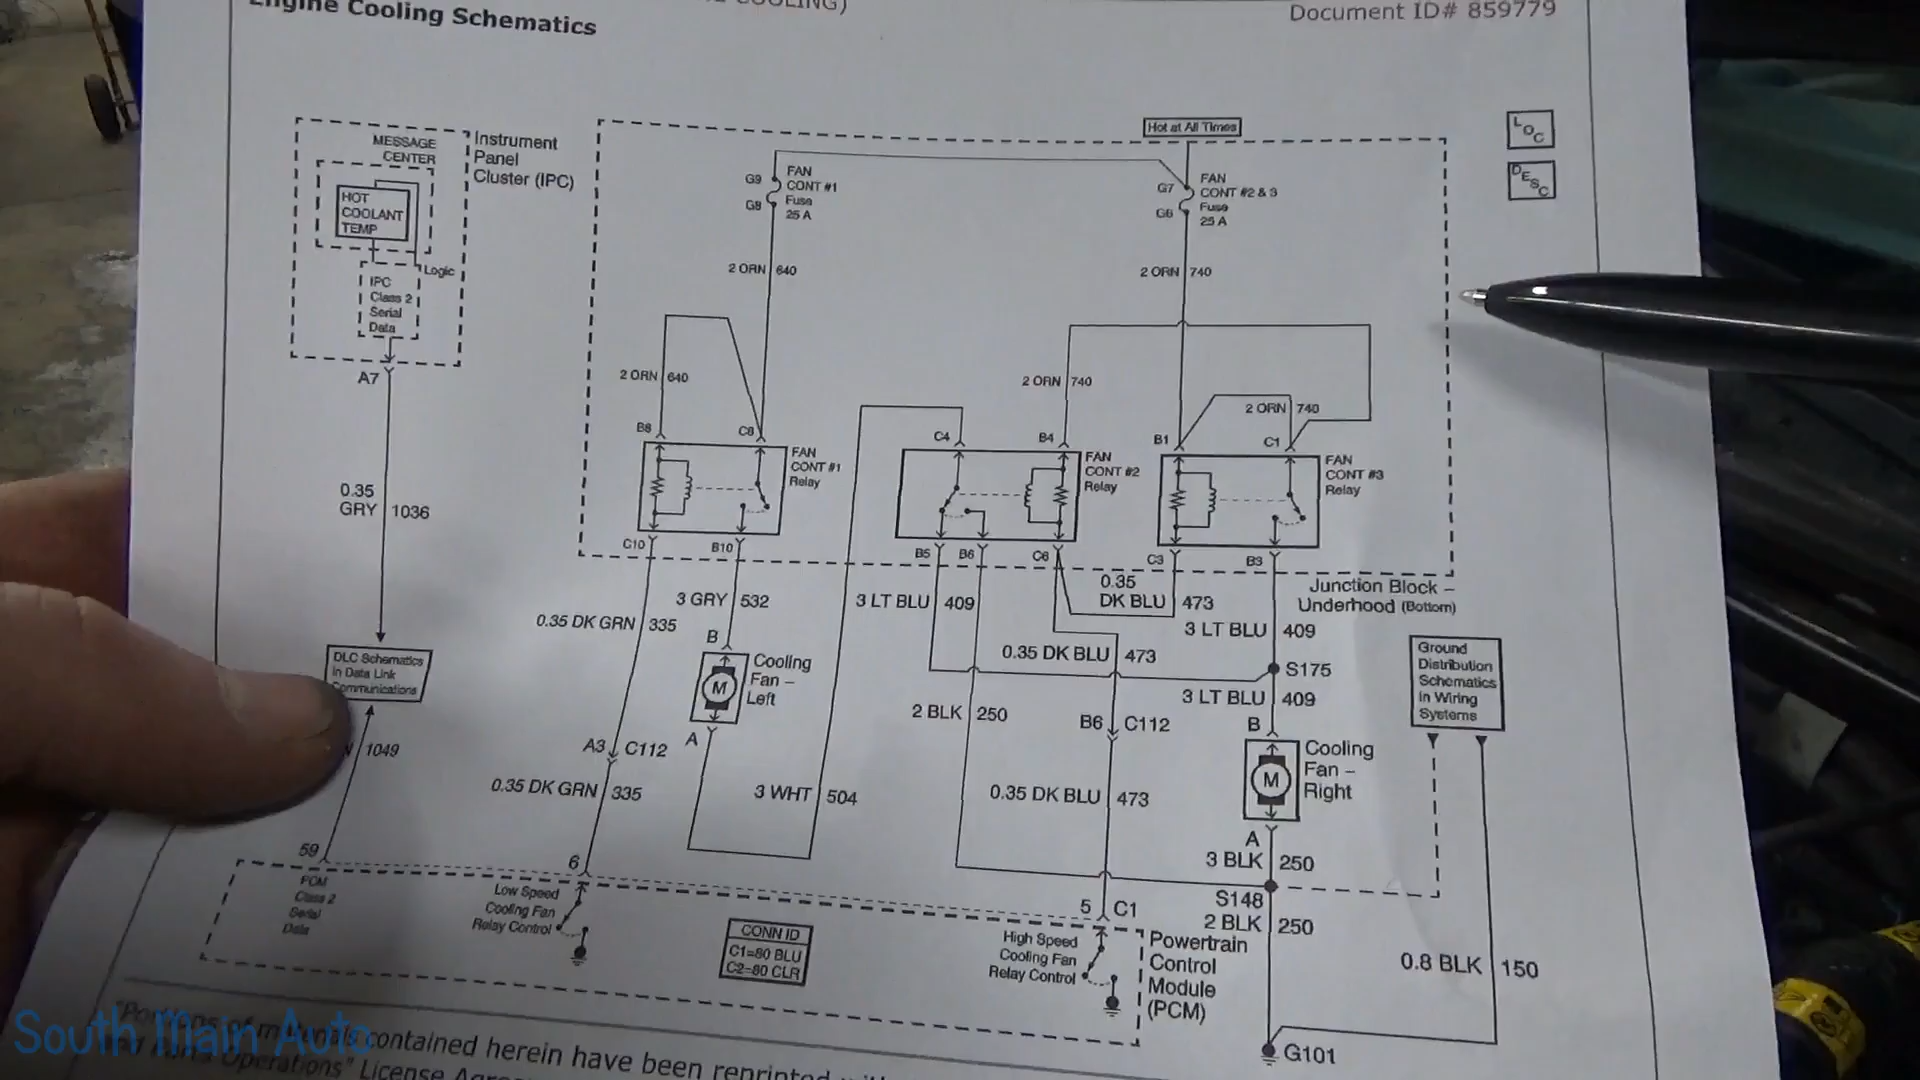 Engine Cooling Schematics
COOLING)
Document ID# 859779
LOC
DESC
Hot at All Times
MESSAGE
CENTER
Instrument
Panel
Cluster (IPC)
HOT
COOLANT
TEMP
Logic
IPC
Class 2
Serial
Data
A7
G9
G8
FAN
CONT #1
Fuse
25 A
G7
G6
FAN
CONT #2 & 3
Fuse
25 A
2 ORN 640
2 ORN 740
2 ORN 640
2 ORN 740
2 ORN 740
B8
C8
C4
B4
B1
C1
FAN
CONT #1
Relay
FAN
CONT #2
Relay
FAN
CONT #3
Relay
0.35
GRY 1036
C10
B10
B5
B6
C6
C3
B3
Junction Block –
Underhood (Bottom)
0.35
DK BLU 473
3 GRY 532
3 LT BLU 409
0.35 DK GRN 335
3 LT BLU 409
B
Cooling
Fan –
Left
M
A
0.35 DK BLU 473
S175
3 LT BLU 409
Ground
Distribution
Schematics
in Wiring
Systems
DLC Schematics
in Data Link
Communications
2 BLK 250
B6 C112
B
Cooling
Fan –
Right
M
A
1049
A3 C112
0.35 DK GRN 335
3 WHT 504
0.35 DK BLU 473
3 BLK 250
S148
2 BLK 250
59
6
5 C1
PCM
Class 2
Serial
Data
Low Speed
Cooling Fan
Relay Control
CONN ID
C1=80 BLU
C2=80 CLR
High Speed
Cooling Fan
Relay Control
Powertrain
Control
Module
(PCM)
0.8 BLK 150
G101
South Main Auto
contained herein have been reprinted
Operations" License